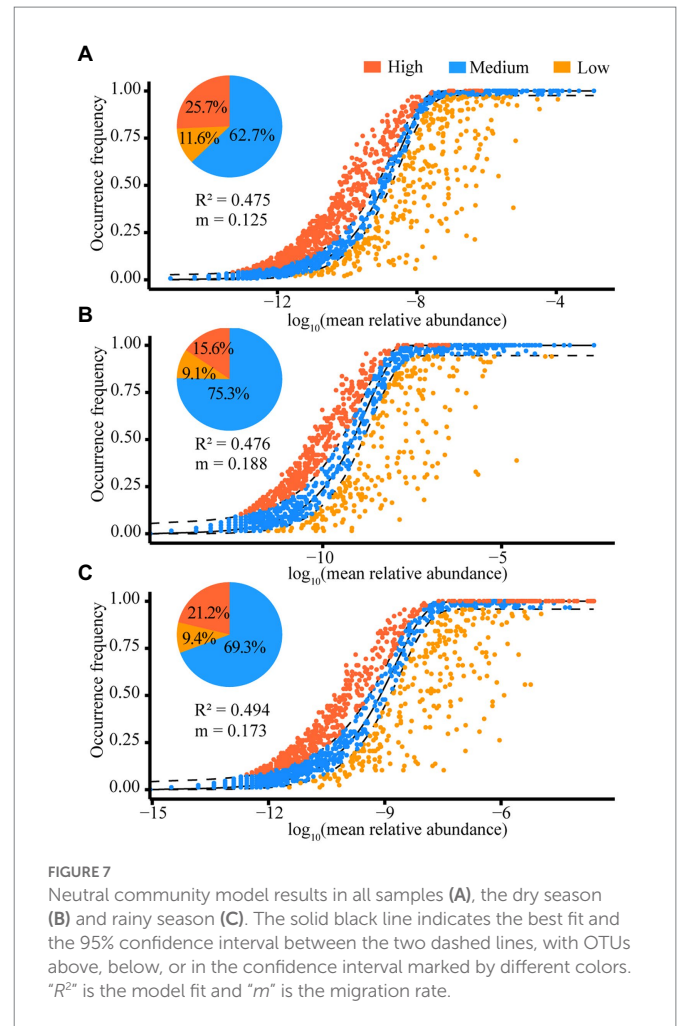 A
High Medium Low
1.00
0.75
0.50
0.25
0.00
Occurrence frequency
25.7%
11.6% 62.7%
R² = 0.475
m = 0.125
−12 −8 −4
log₁₀(mean relative abundance)
B
1.00
0.75
0.50
0.25
0.00
Occurrence frequency
15.6%
9.1%
75.3%
R² = 0.476
m = 0.188
−10 −5
log₁₀(mean relative abundance)
C
1.00
0.75
0.50
0.25
0.00
Occurrence frequency
21.2%
9.4% 69.3%
R² = 0.494
m = 0.173
−15 −12 −9 −6
log₁₀(mean relative abundance)
FIGURE 7
Neutral community model results in all samples (A), the dry season
(B) and rainy season (C). The solid black line indicates the best fit and
the 95% confidence interval between the two dashed lines, with OTUs
above, below, or in the confidence interval marked by different colors.
“R²” is the model fit and “m” is the migration rate.